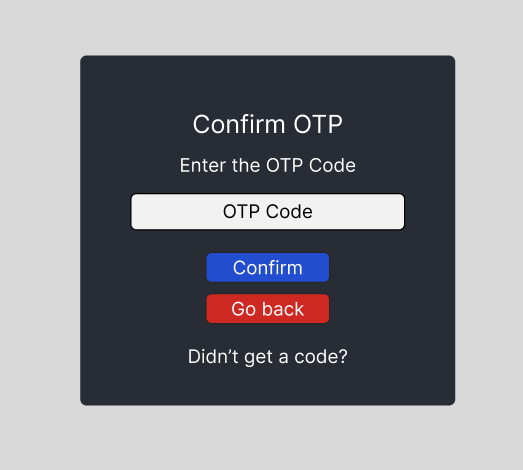 Confirm OTP
Enter the OTP Code
OTP Code
Confirm
Go back
Didn’t get a code?